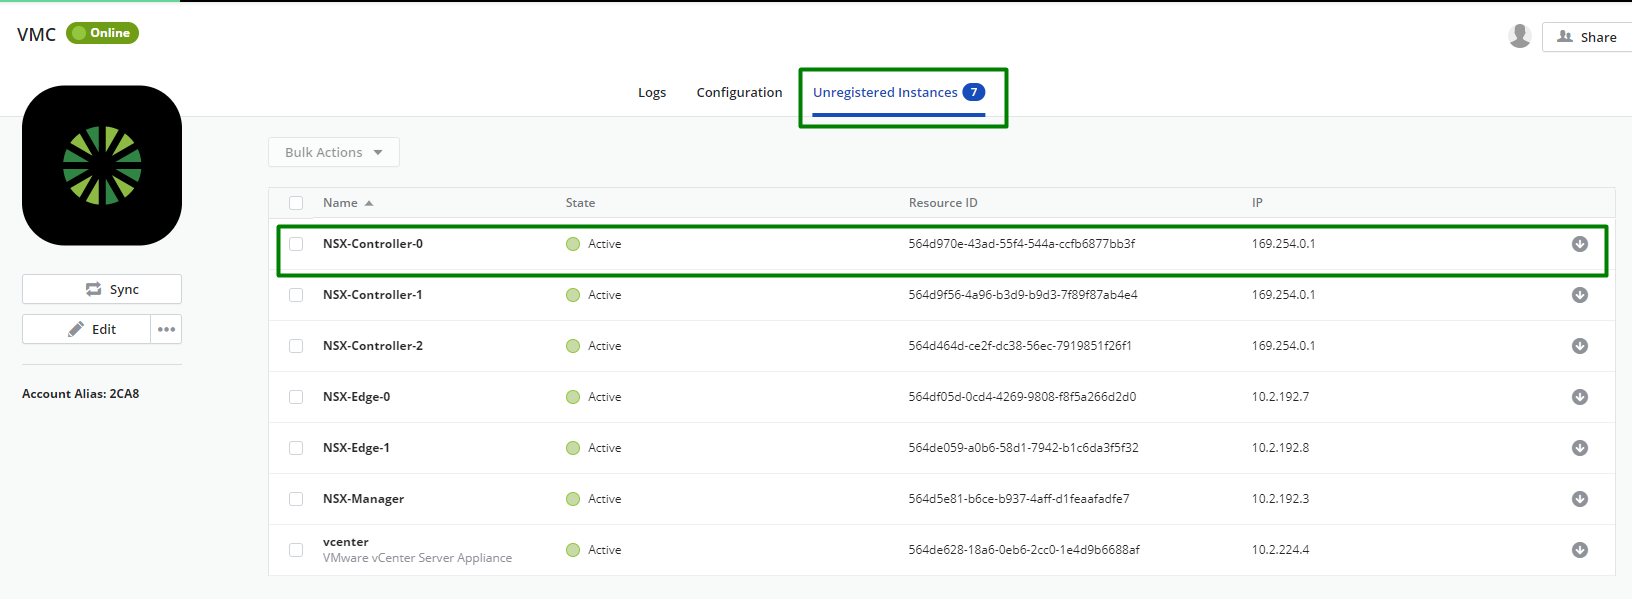 VMC Online
Share
Logs Configuration Unregistered Instances 7
Bulk Actions
Name State Resource ID IP
NSX-Controller-0 Active 564d970e-43ad-55f4-544a-ccfb6877bb3f 169.254.0.1
NSX-Controller-1 Active 564d9f56-4a96-b3d9-b9d3-7f89f87ab4e4 169.254.0.1
NSX-Controller-2 Active 564d464d-ce2f-dc38-56ec-7919851f26f1 169.254.0.1
NSX-Edge-0 Active 564df05d-0cd4-4269-9808-f8f5a266d2d0 10.2.192.7
NSX-Edge-1 Active 564de059-a0b6-58d1-7942-b1c6da3f5f32 10.2.192.8
NSX-Manager Active 564d5e81-b6ce-b937-4aff-d1feaafadfe7 10.2.192.3
vcenter Active 564de628-18a6-0eb6-2cc0-1e4d9b6688af 10.2.224.4
VMware vCenter Server Appliance
Sync
Edit
Account Alias: 2CA8